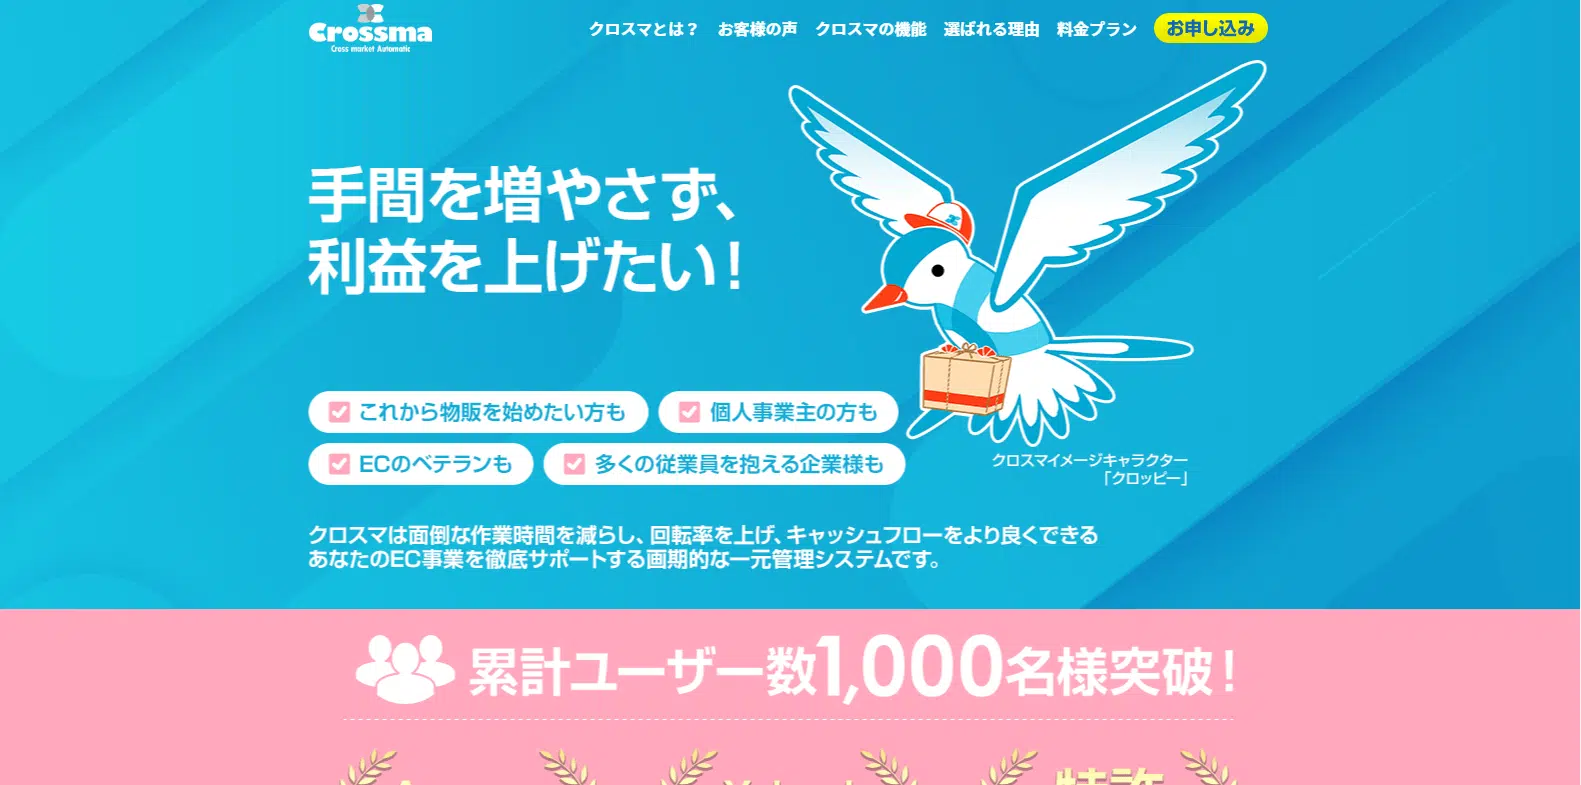 Crossma
Cross market Automatic
クロスマとは？ お客様の声 クロスマの機能 選ばれる理由 料金プラン お申し込み
手間を増やさず、
利益を上げたい！
これから物販を始めたい方も 個人事業主の方も
ECのベテランも 多くの従業員を抱える企業様も
クロスマイメージキャラクター
「クロッピー」
クロスマは面倒な作業時間を減らし、回転率を上げ、キャッシュフローをより良くできる
あなたのEC事業を徹底サポートする画期的な一元管理システムです。
累計ユーザー数1,000名様突破！